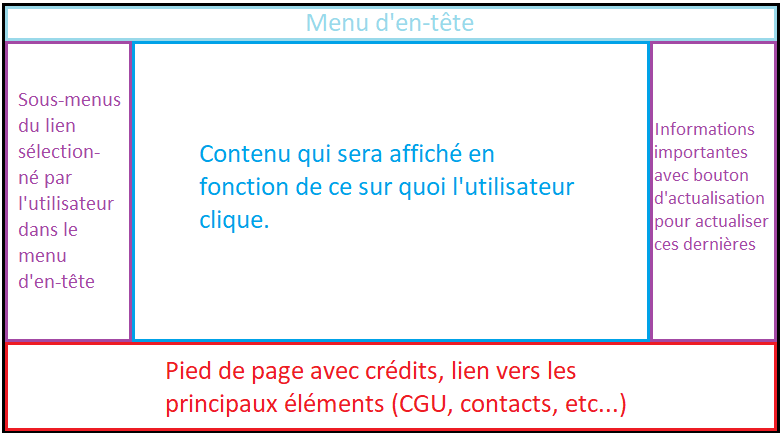 Menu d'en-tête
Sous-menus
du lien
sélection-
né par
l'utilisateur
dans le
menu
d'en-tête
Contenu qui sera affiché en
fonction de ce sur quoi l'utilisateur
clique.
Informations
importantes
avec bouton
d'actualisation
pour actualiser
ces dernières
Pied de page avec crédits, lien vers les
principaux éléments (CGU, contacts, etc...)